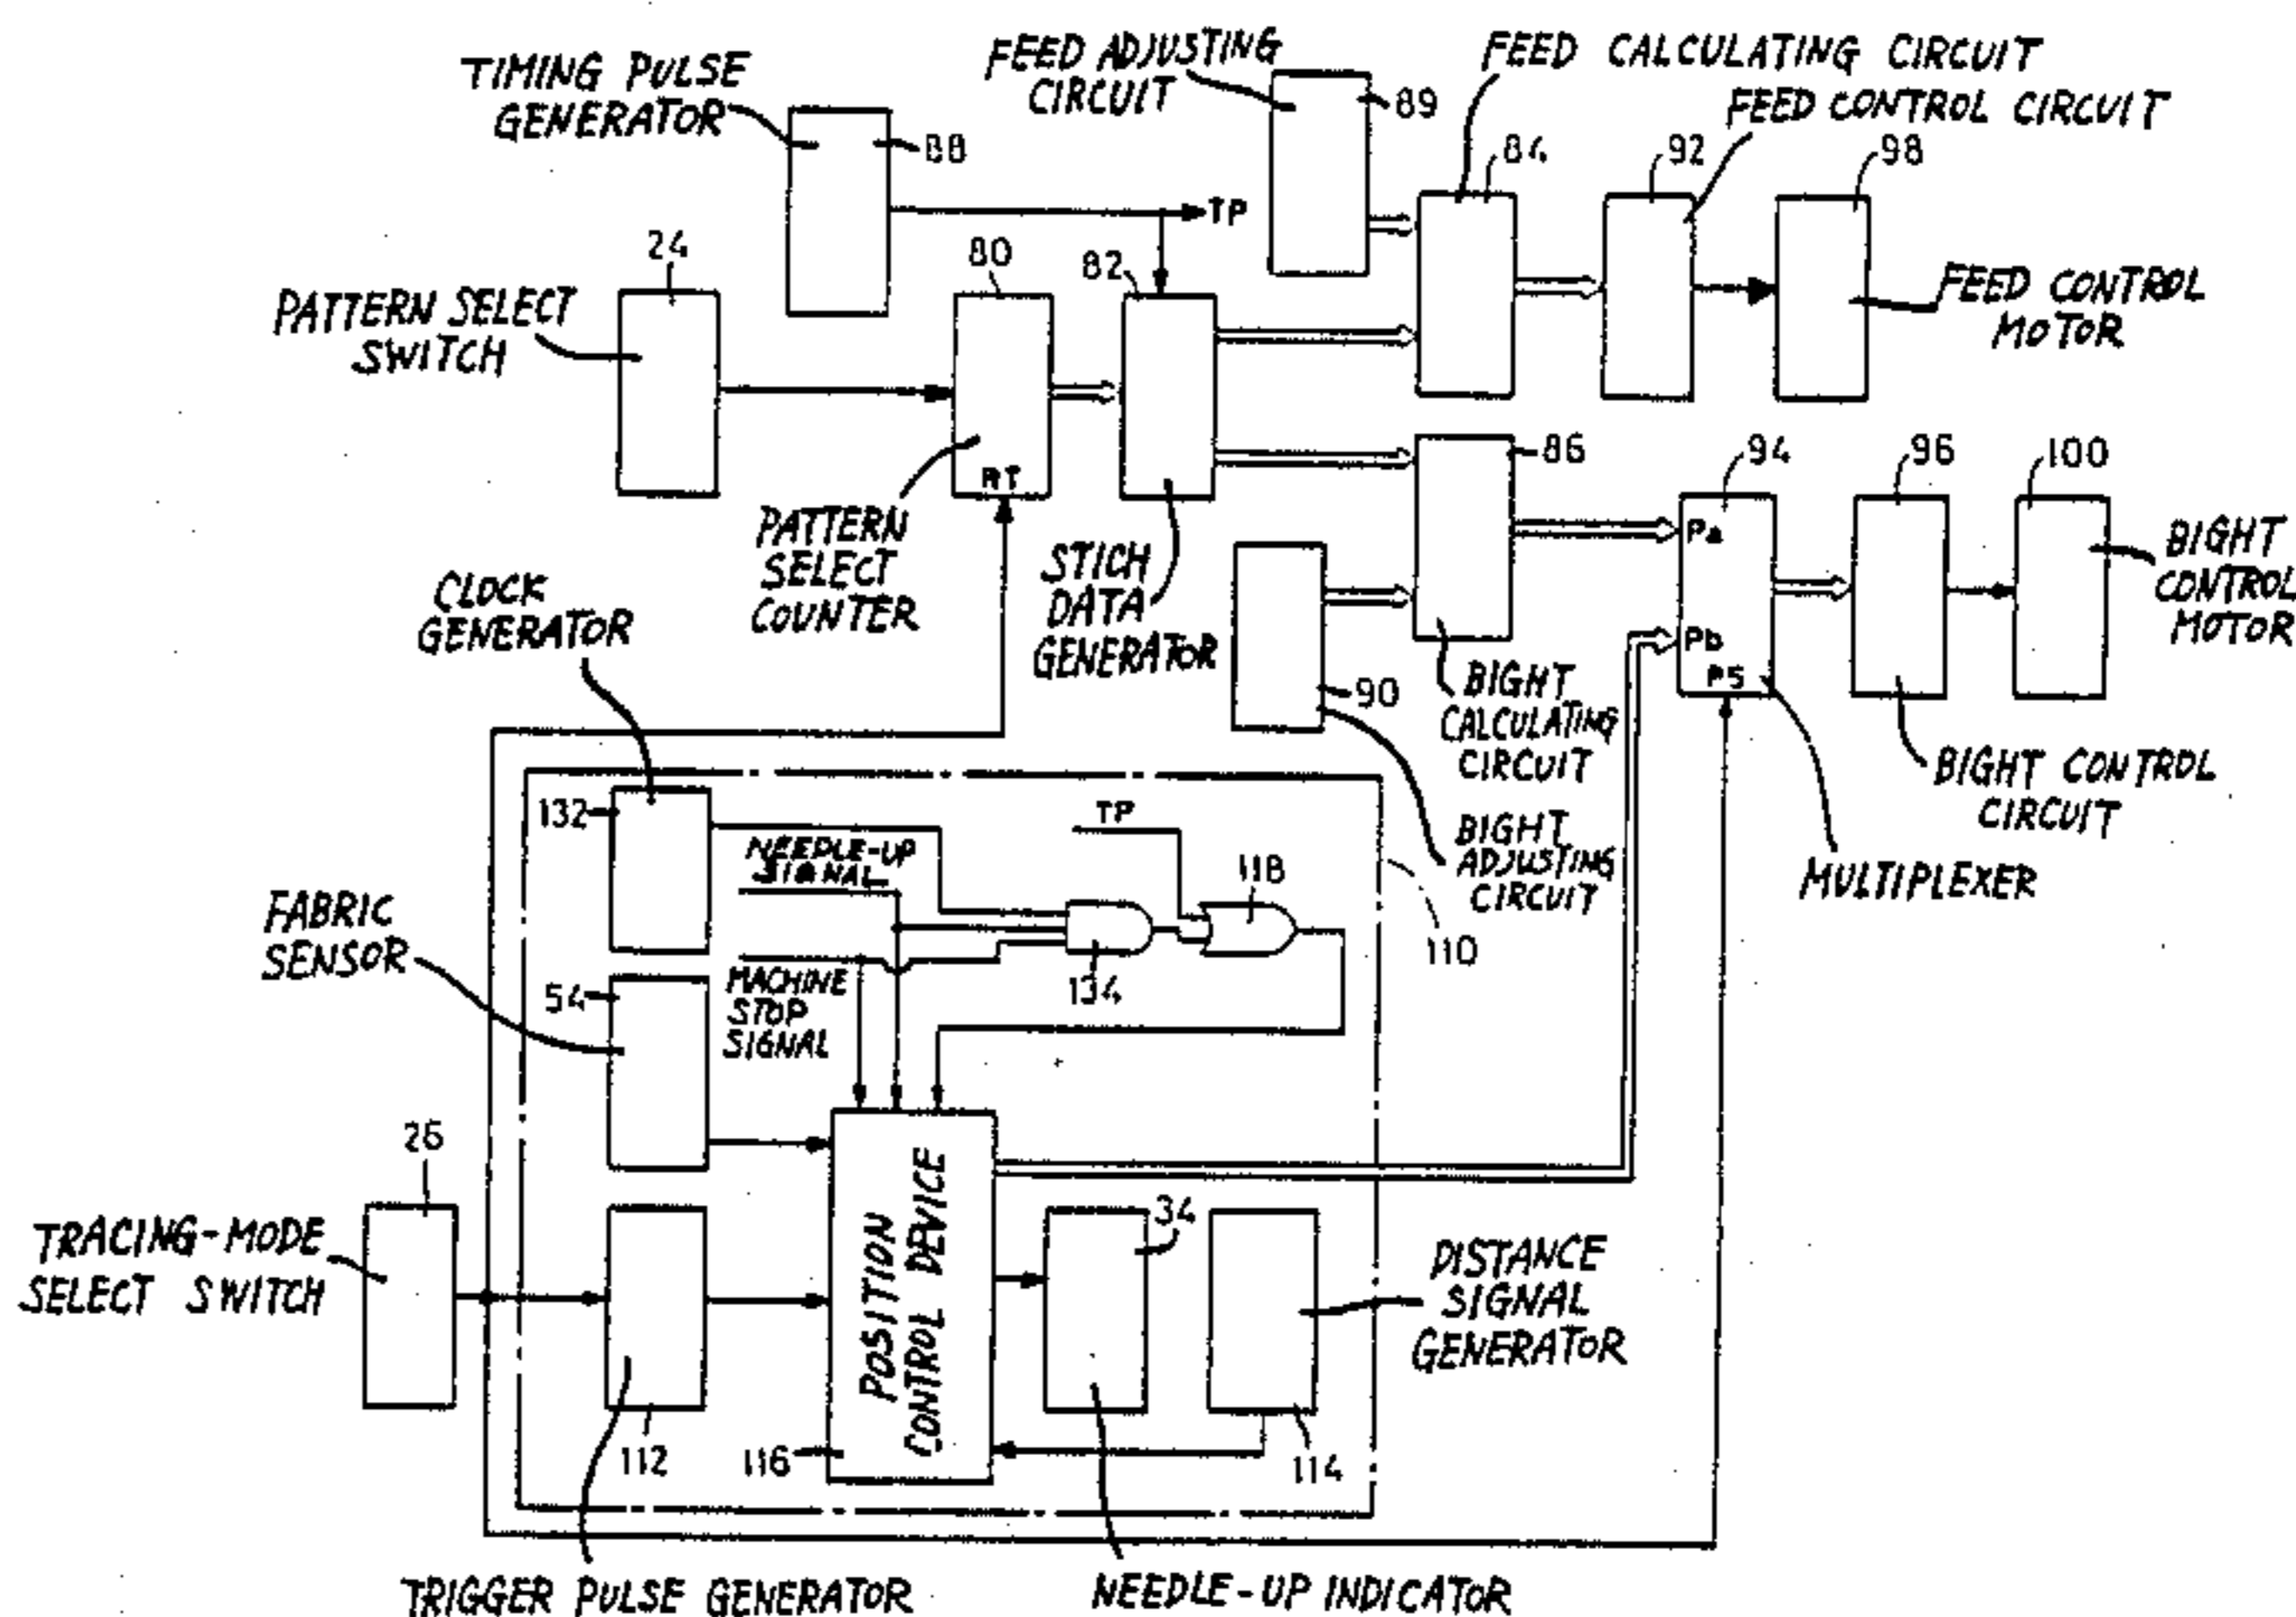 TIMING PULSE
GENERATOR
88
FEED ADJUSTING
CIRCUIT
89
FEED CALCULATING CIRCUIT
84
FEED CONTROL CIRCUIT
92
98
TP
24
PATTERN SELECT
SWITCH
80
82
FEED CONTROL
MOTOR
RT
PATTERN
SELECT
COUNTER
STICH
DATA
GENERATOR
86
94
96
100
Pa
Pb
PS
BIGHT
CONTROL
MOTOR
CLOCK
GENERATOR
90
BIGHT
CALCULATING
CIRCUIT
BIGHT CONTROL
CIRCUIT
132
NEEDLE-UP
SIGNAL
TP
118
BIGHT
ADJUSTING
CIRCUIT
MULTIPLEXER
FABRIC
SENSOR
54
MACHINE
STOP
SIGNAL
134
110
26
TRACING-MODE
SELECT SWITCH
POSITION
CONTROL DEVICE
34
DISTANCE
SIGNAL
GENERATOR
112
116
114
TRIGGER PULSE GENERATOR
NEEDLE-UP INDICATOR